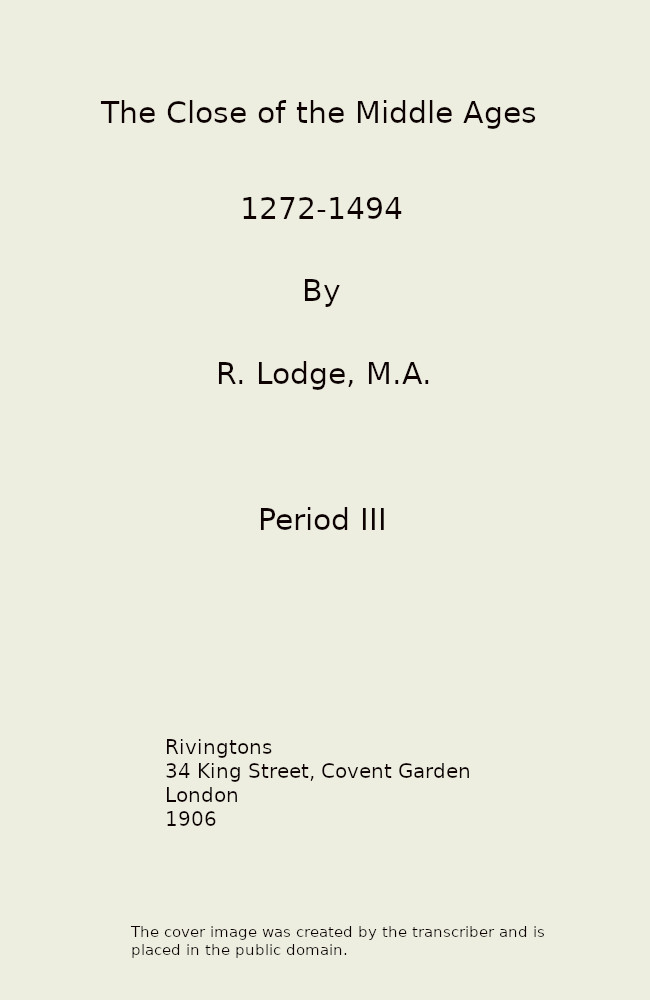 The Close of the Middle Ages
1272-1494
By
R. Lodge, M.A.
Period III
Rivingtons
34 King Street, Covent Garden
London
1906
The cover image was created by the transcriber and is
placed in the public domain.